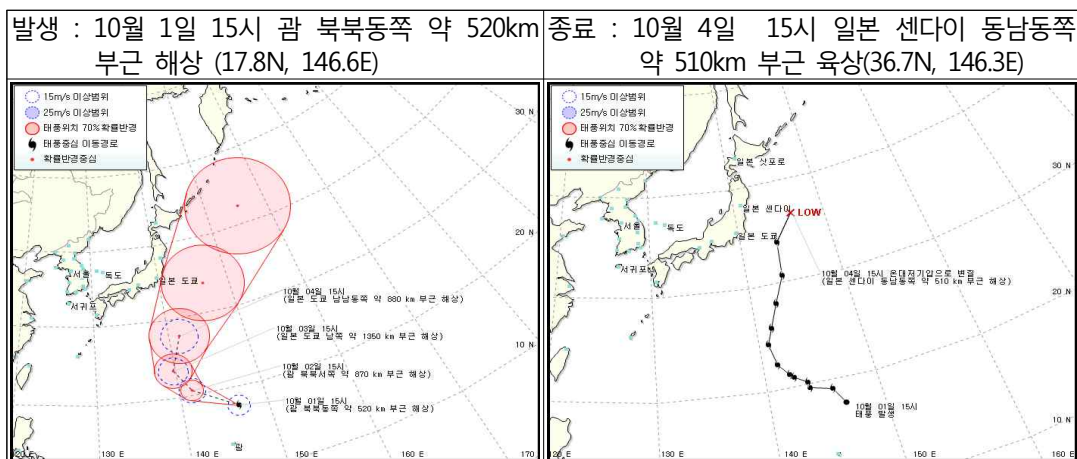 발생 : 10월 1일 15시 괌 북북동쪽 약 520km
부근 해상 (17.8N, 146.6E)
종료 : 10월 4일 15시 일본 센다이 동남동쪽
약 510km 부근 육상(36.7N, 146.3E)
15m/s 이상범위
25m/s 이상범위
태풍위치 70%확률반경
태풍중심 이동경로
확률반경중심
30 N
20 N
10 N
서울
독도
서귀포
일본 도쿄
10월 04일 15시
(일본 도쿄 남남동쪽 약 880 km 부근 해상)
10월 03일 15시
(일본 도쿄 남쪽 약 1350 km 부근 해상)
10월 02일 15시
(괌 북북서쪽 약 870 km 부근 해상)
10월 01일 15시
(괌 북북동쪽 약 520 km 부근 해상)
괌
120 E
130 E
140 E
150 E
160 E
170
15m/s 이상범위
25m/s 이상범위
태풍위치 70%확률반경
태풍중심 이동경로
확률반경중심
30 N
20 N
10 N
일본 삿포로
일본 센다이
LOW
서울
독도
일본 도쿄
서귀포
10월 04일 15시 온대저기압으로 변질
(일본 센다이 동남동쪽 약 510 km 부근 해상)
10월 01일 15시
태풍 발생
130 E
140 E
150 E
160 E